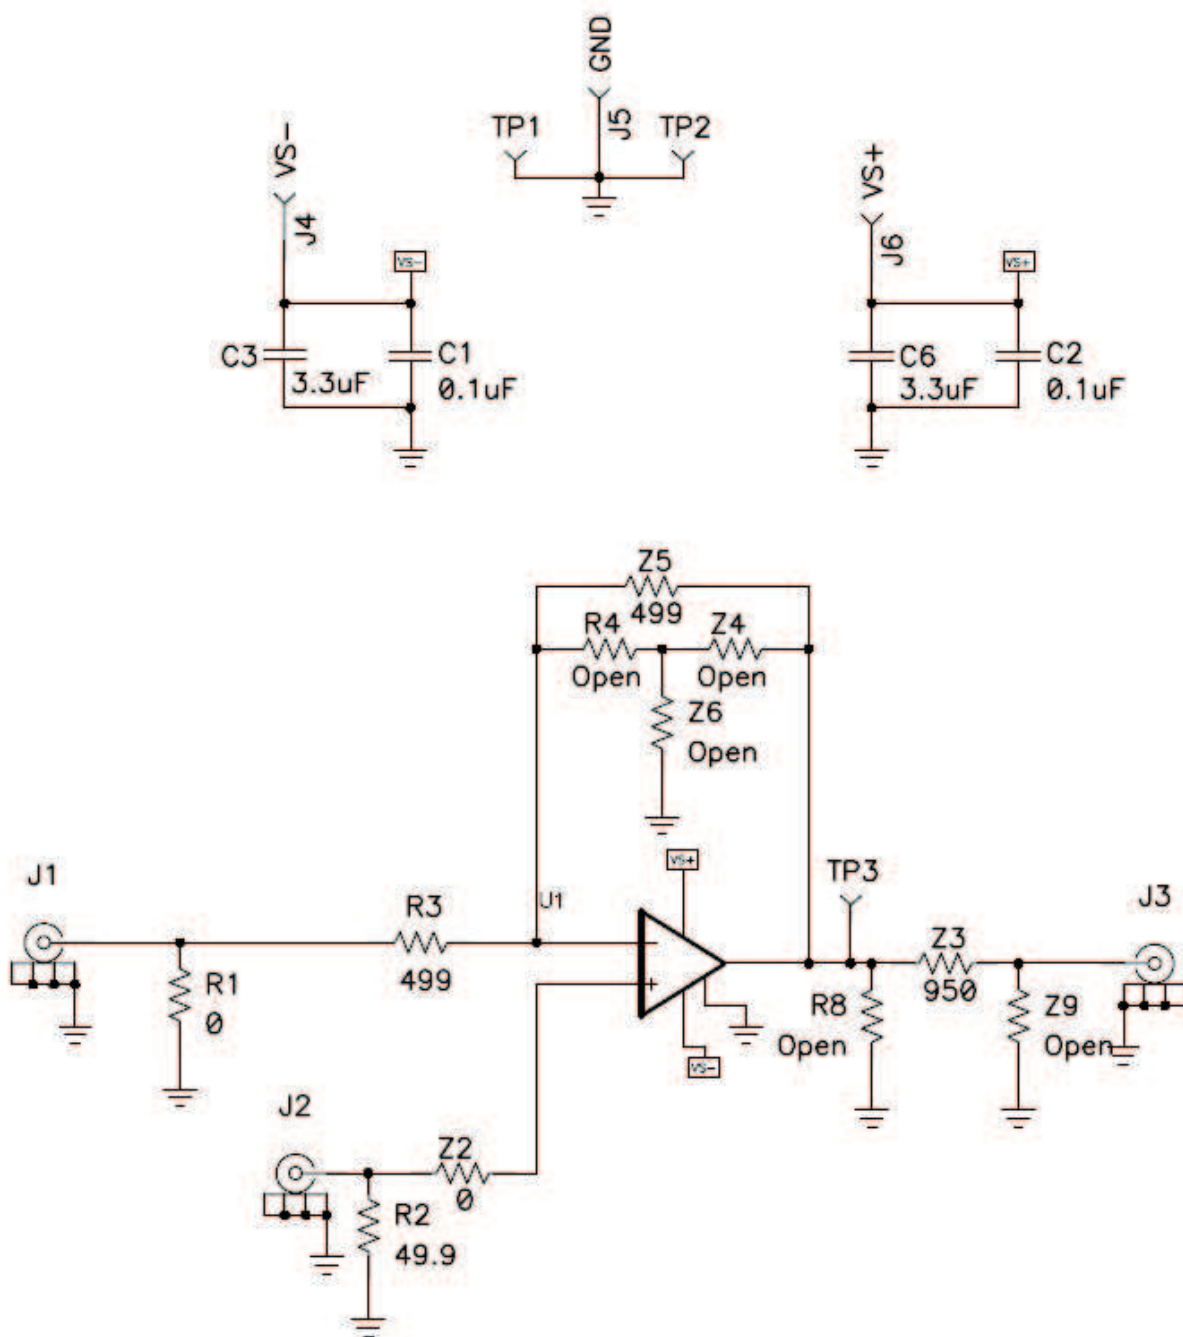 GND
J5
TP1
TP2
VS-
J4
VS-
C3
3.3uF
C1
0.1uF
VS+
J6
VS+
C6
3.3uF
C2
0.1uF
Z5
499
R4
Open
Z4
Open
Z6
Open
VS+
U1
J1
R3
499
R1
0
-
+
VS-
TP3
R8
Open
Z3
950
Z9
Open
J3
J2
Z2
0
R2
49.9